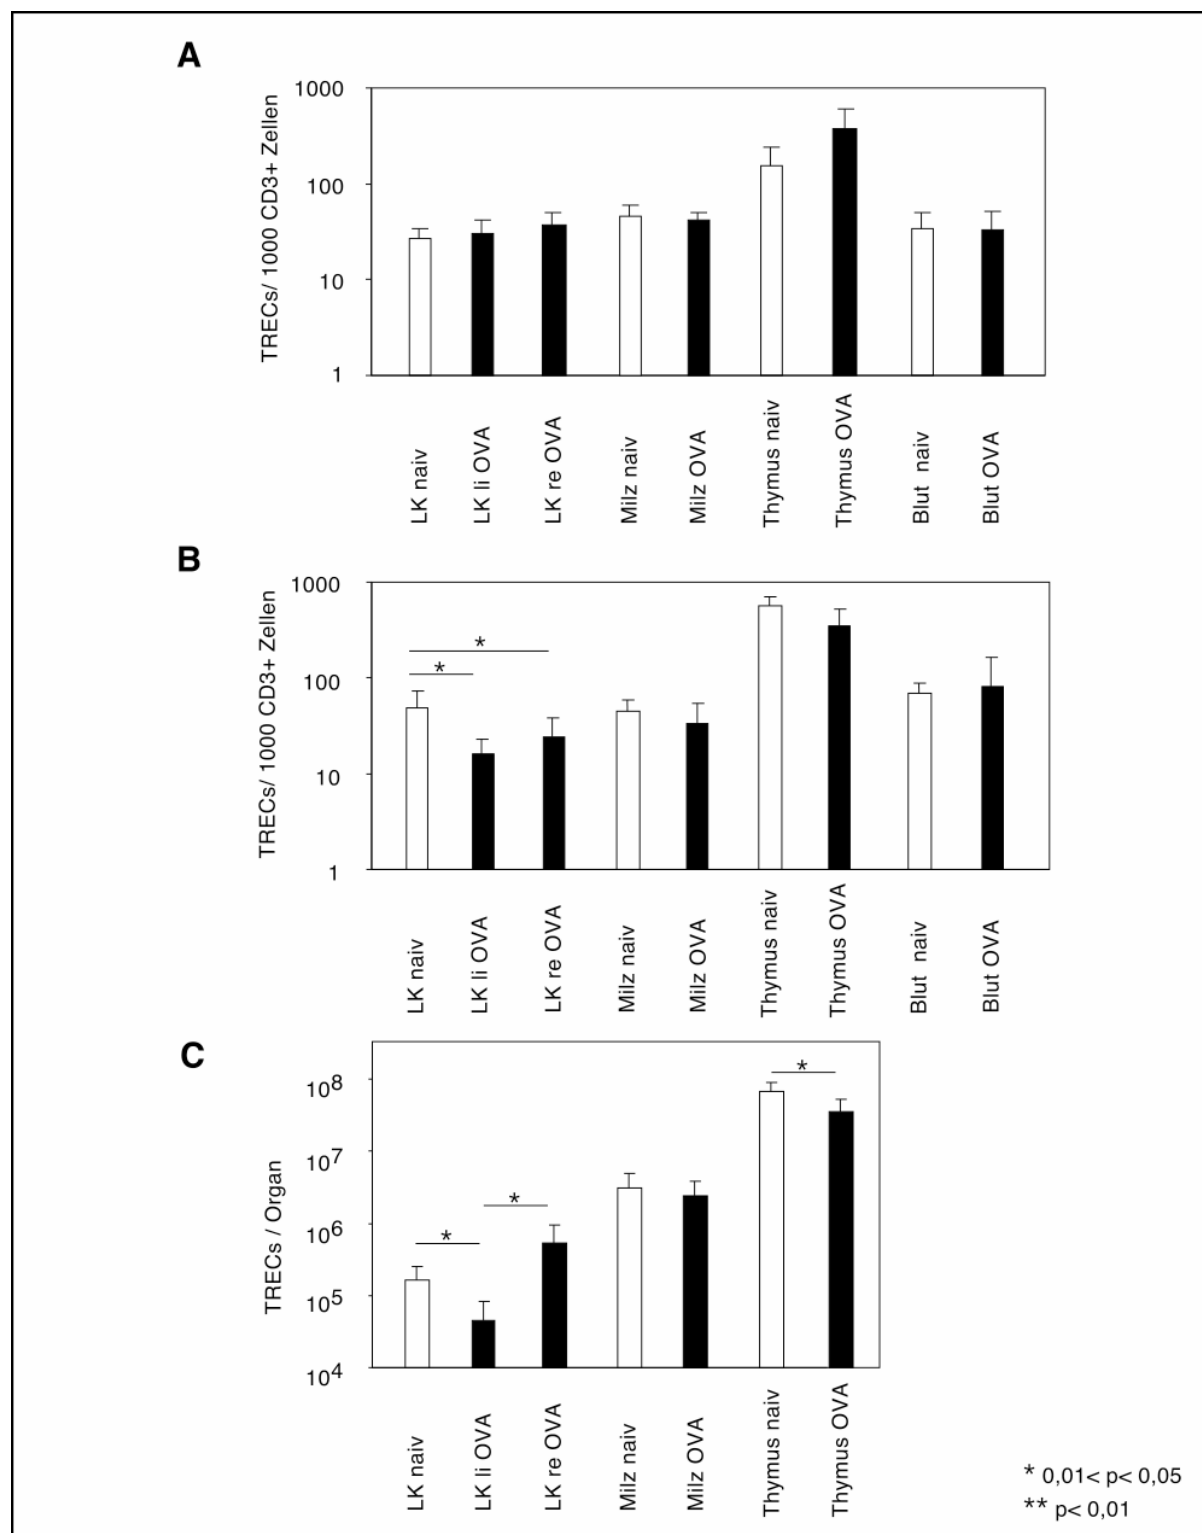 A
TRECs/ 1000 CD3+ Zellen
1000
100
10
1
LK naiv
LK li OVA
LK re OVA
Milz naiv
Milz OVA
Thymus naiv
Thymus OVA
Blut naiv
Blut OVA
B
TRECs/ 1000 CD3+ Zellen
1000
100
10
1
*
*
LK naiv
LK li OVA
LK re OVA
Milz naiv
Milz OVA
Thymus naiv
Thymus OVA
Blut naiv
Blut OVA
C
TRECs / Organ
10⁸
10⁷
10⁶
10⁵
10⁴
*
*
*
LK naiv
LK li OVA
LK re OVA
Milz naiv
Milz OVA
Thymus naiv
Thymus OVA
* 0,01< p< 0,05
** p< 0,01